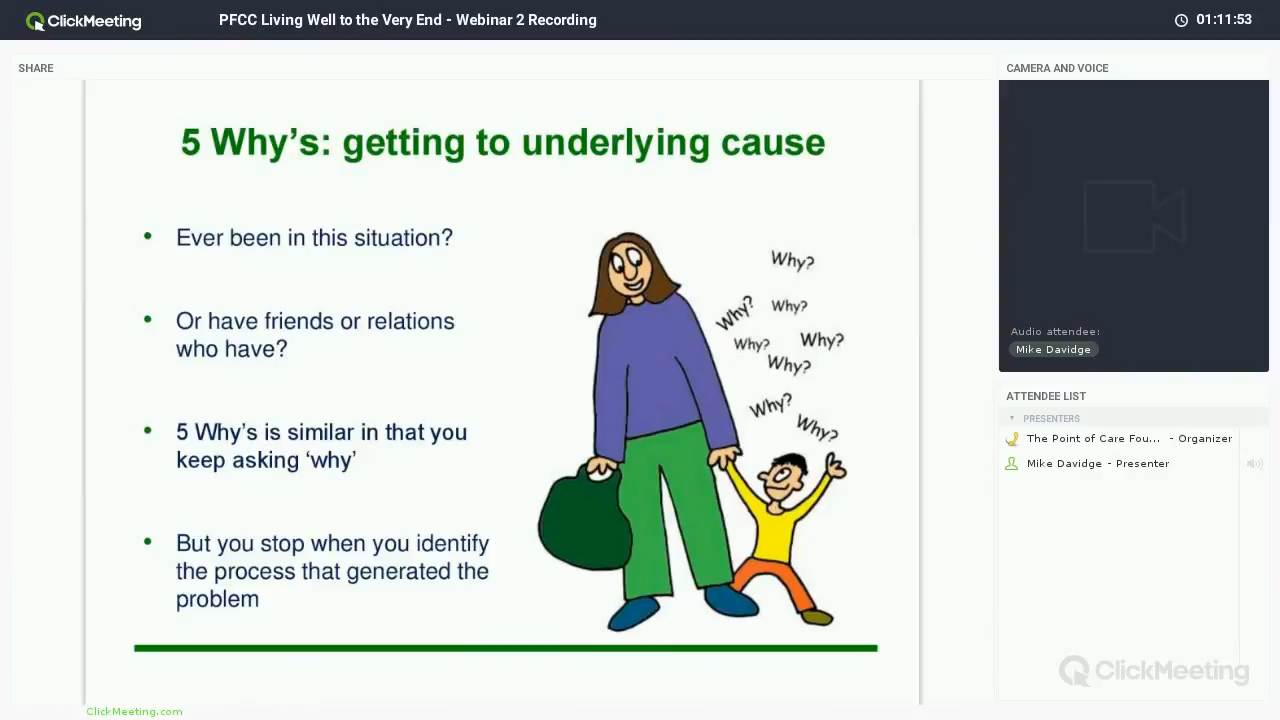 ClickMeeting
PFCC Living Well to the Very End - Webinar 2 Recording
01:11:53
SHARE
5 Why's: getting to underlying cause
• Ever been in this situation?
• Or have friends or relations
who have?
• 5 Why's is similar in that you
keep asking 'why'
• But you stop when you identify
the process that generated the
problem
Why?
Why?
Why?
Why?
Why?
Why?
Why?
Why?
ClickMeeting.com
CAMERA AND VOICE
Audio attendee:
Mike Davidge
ATTENDEE LIST
PRESENTERS
The Point of Care Fou... - Organizer
Mike Davidge - Presenter
ClickMeeting